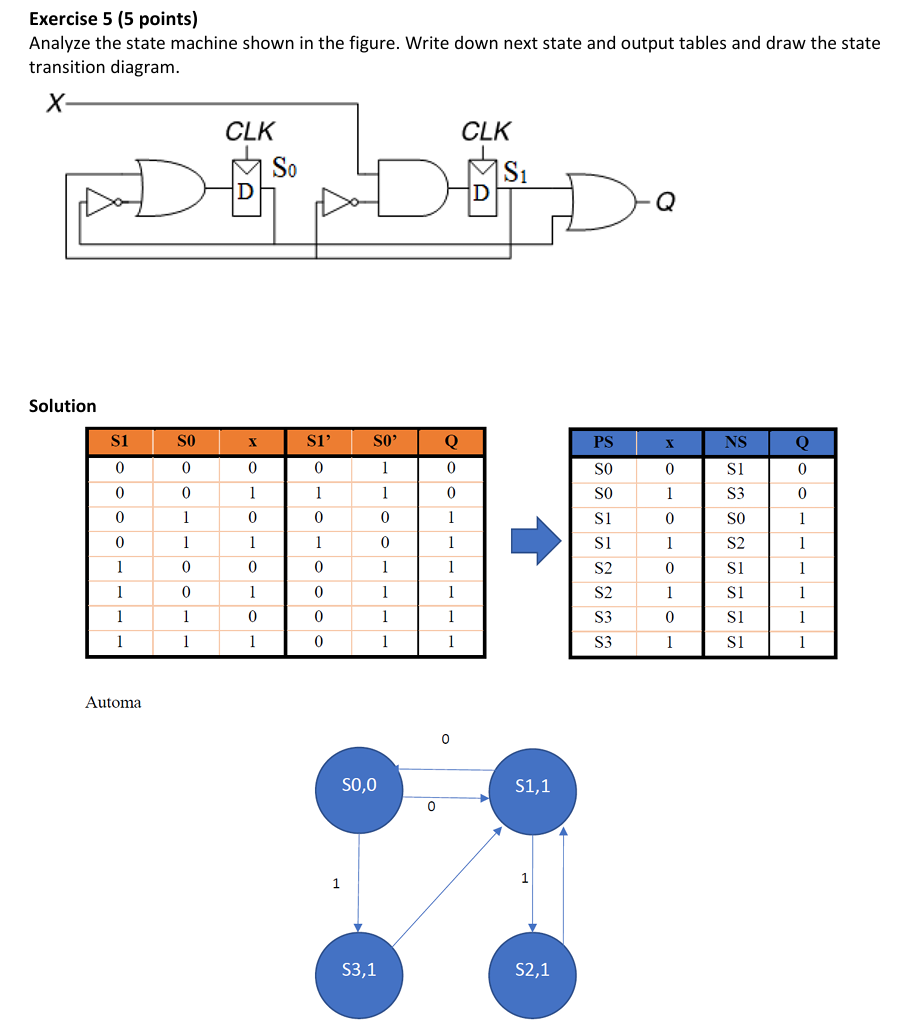 Exercise 5 (5 points)
Analyze the state machine shown in the figure. Write down next state and output tables and draw the state
transition diagram.
X
CLK CLK
S0 S1
D D
Q
Solution
S1 S0 x S1’ S0’ Q
0 0 0 0 1 0
0 0 1 1 1 0
0 1 0 0 0 1
0 1 1 1 0 1
1 0 0 0 1 1
1 0 1 0 1 1
1 1 0 0 1 1
1 1 1 0 1 1
PS x NS Q
S0 0 S1 0
S0 1 S3 0
S1 0 S0 1
S1 1 S2 1
S2 0 S1 1
S2 1 S1 1
S3 0 S1 1
S3 1 S1 1
Automa
0
S0,0 S1,1
0
1 1
S3,1 S2,1